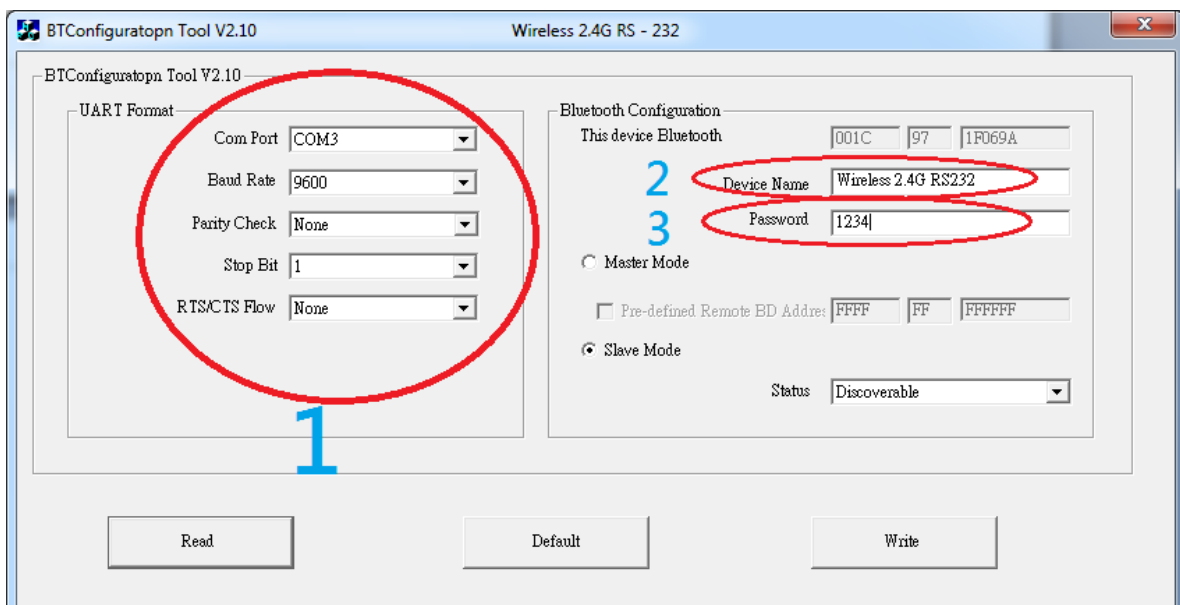 BTConfiguratopn Tool V2.10 Wireless 2.4G RS - 232
BTConfiguratopn Tool V2.10
UART Format
Com Port COM3
Baud Rate 9600
Parity Check None
Stop Bit 1
RTS/CTS Flow None
1
Bluetooth Configuration
This device Bluetooth 001C 97 1F069A
2 Device Name Wireless 2.4G RS232
3 Password 1234
Master Mode
Pre-defined Remote BD Addres FFFF FF FFFFFF
Slave Mode
Status Discoverable
Read Default Write